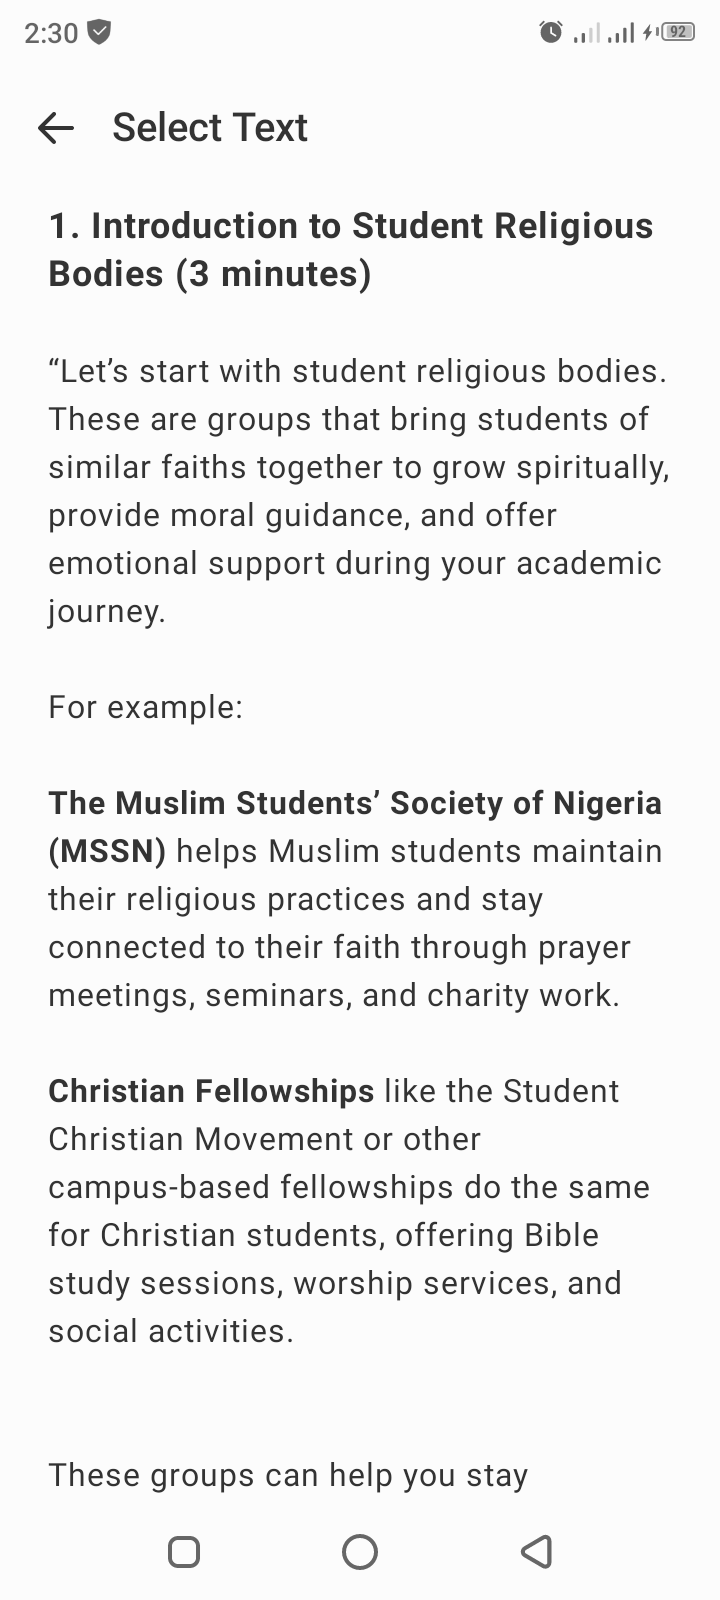 2:30
92
Select Text
1. Introduction to Student Religious
Bodies (3 minutes)
“Let’s start with student religious bodies.
These are groups that bring students of
similar faiths together to grow spiritually,
provide moral guidance, and offer
emotional support during your academic
journey.
For example:
The Muslim Students’ Society of Nigeria
(MSSN) helps Muslim students maintain
their religious practices and stay
connected to their faith through prayer
meetings, seminars, and charity work.
Christian Fellowships like the Student
Christian Movement or other
campus-based fellowships do the same
for Christian students, offering Bible
study sessions, worship services, and
social activities.
These groups can help you stay